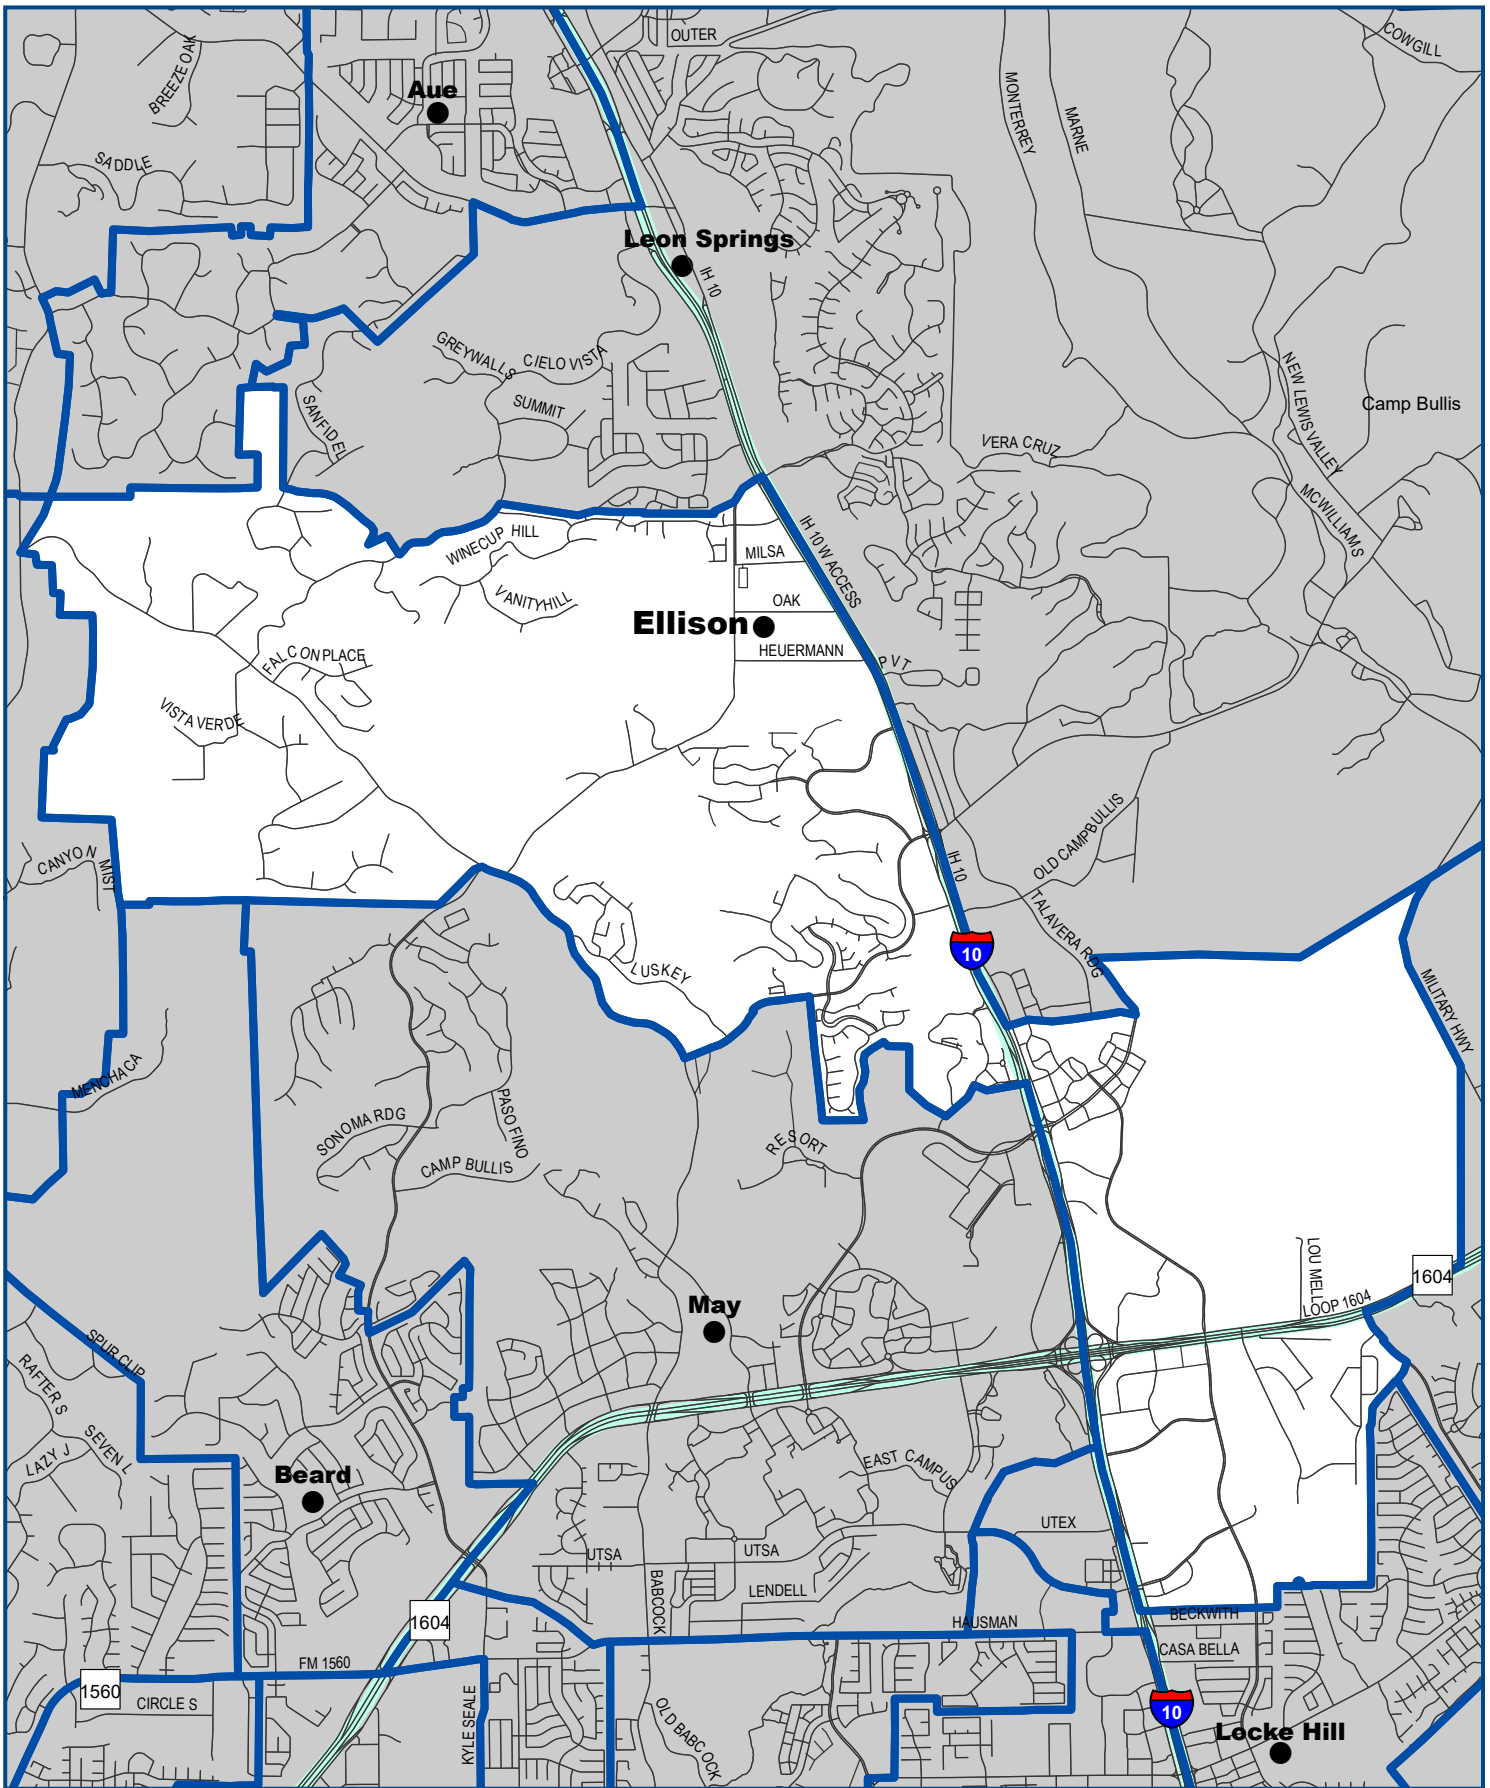 OUTER
COWGILL
BREEZE OAK
Aue
MONTERREY
MARNE
SADDLE
Leon Springs
IH 10
GREYWALLS
CIELO VISTA
NEW LEWIS VALLEY
SUMMIT
SANFIDEL
Camp Bullis
VERA CRUZ
MCWILLIAMS
WINECUP HILL
IH 10 W ACCESS
MILSA
VANITYHILL
OAK
Ellison
HEUERMANN
FALCONPLACE
PVT
VISTA VERDE
OLD CAMPBULLIS
CANYON
MIST
IH 10
TALAVERA RDG
10
LUSKEY
MILITARY HWY
MENCHACA
PASO FINO
SONOMA RDG
RESORT
CAMP BULLIS
LOU MELL
1604
LOOP 1604
May
SPUR CLIP
RAFTER S
SEVEN L
LAZY J
Beard
EAST CAMPUS
UTEX
UTSA
UTSA
BABCOCK
LENDELL
1604
HAUSMAN
BECKWITH
CASA BELLA
FM 1560
1560
CIRCLE S
KYLE SEALE
OLD BABCOCK
10
Locke Hill